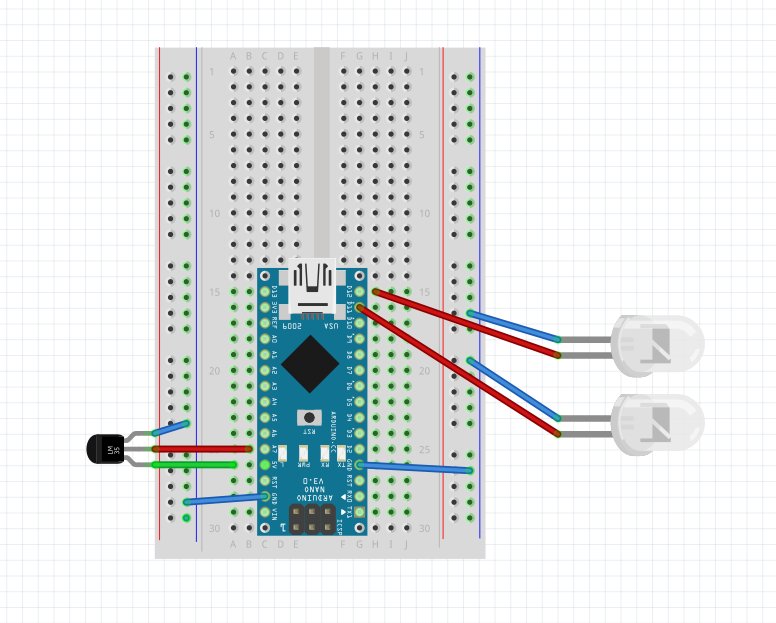 A B C D E F G H I J
1 1
5 5
10 10
15 15
20 20
25 25
30 30
A B C D E F G H I J
D13
3V3
REF
A0
A1
A2
A3
A4
A5
A6
A7
5V
RST
GND
VIN
D12
D11
D10
D9
D8
D7
D6
D5
D4
D3
D2
GND
RST
RX0
TX1
2009
USA
RST
ARDUINO.CC
L
PWR
RX
TX
ARDUINO
NANO
V3.0
ICSP
1
LM
35